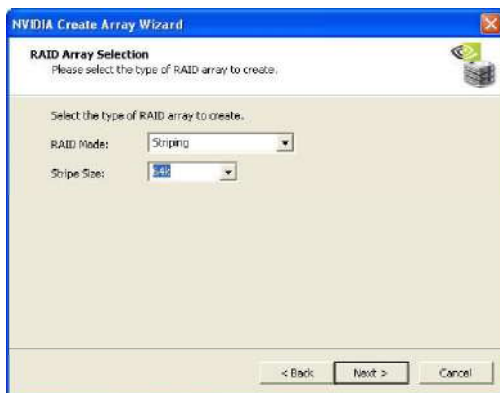 NVIDIA Create Array Wizard
RAID Array Selection
Please select the type of RAID array to create.
Select the type of RAID array to create.
RAID Mode: Striping
Stripe Size: 64k
< Back Next > Cancel